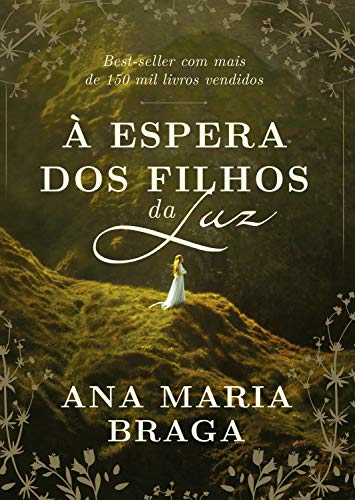 Best-seller com mais
de 150 mil livros vendidos
À ESPERA
DOS FILHOS
da Luz
ANA MARIA
BRAGA